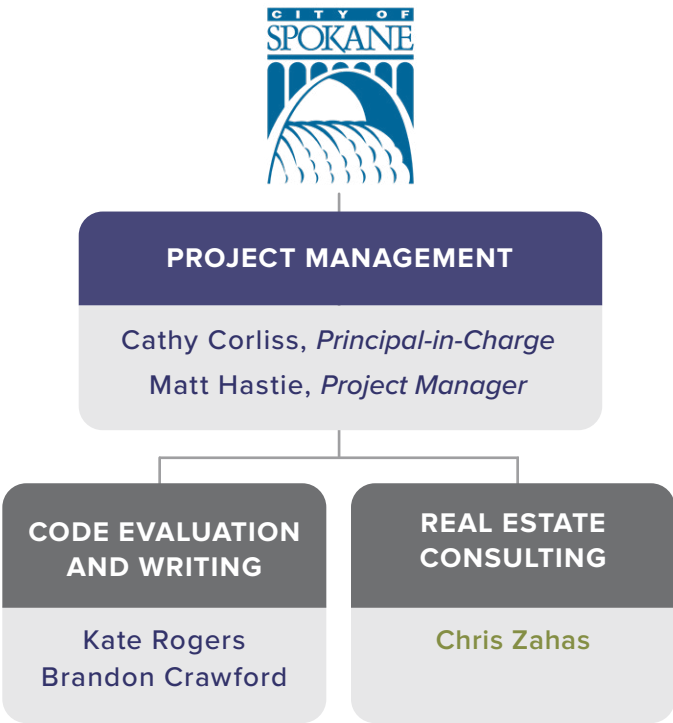 CITY OF
SPOKANE
PROJECT MANAGEMENT
Cathy Corliss, Principal-in-Charge
Matt Hastie, Project Manager
CODE EVALUATION
AND WRITING
Kate Rogers
Brandon Crawford
REAL ESTATE
CONSULTING
Chris Zahas